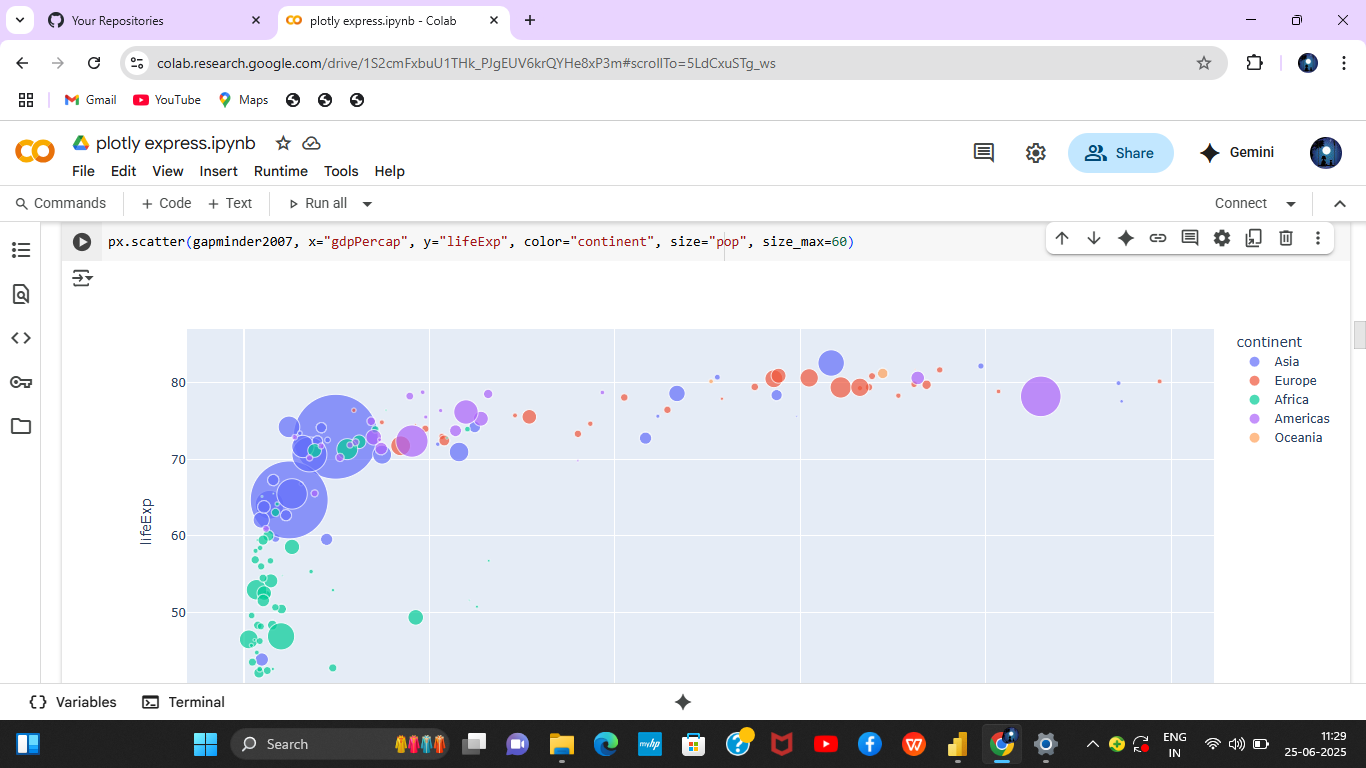 Your Repositories
plotly express.ipynb - Colab
colab.research.google.com/drive/1S2cmFxbuU1THk_PJgEUV6krQYHe8xP3m#scrollTo=5LdCxuSTg_ws
Gmail
YouTube
Maps
plotly express.ipynb
Share
Gemini
File Edit View Insert Runtime Tools Help
Commands + Code + Text Run all
Connect
px.scatter(gapminder2007, x="gdpPercap", y="lifeExp", color="continent", size="pop", size_max=60)
continent
Asia
Europe
Africa
Americas
Oceania
80
70
60
50
lifeExp
{} Variables Terminal
Search
myhp
ENG
IN
11:29
25-06-2025